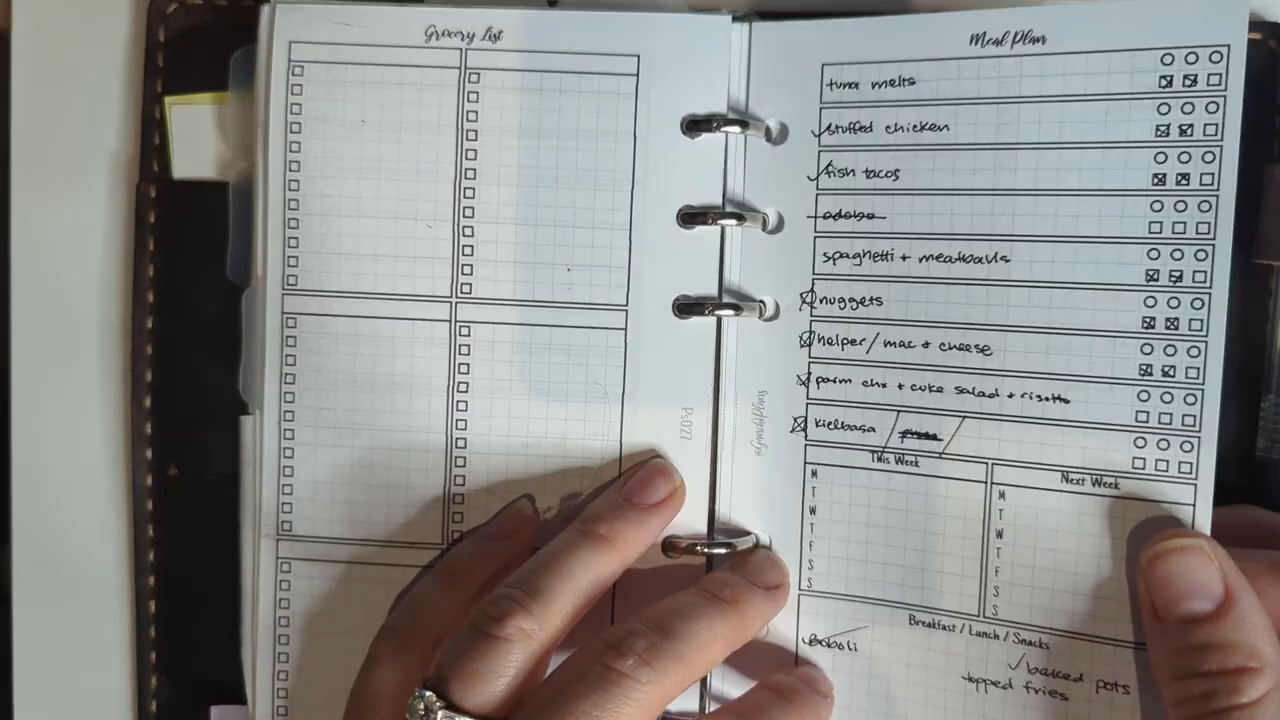 Grocery List
Ps027
Meal Plan
tuna melts
stuffed chicken
fish tacos
adobo
spaghetti + meatballs
nuggets
helper/ mac + cheese
parm chx + cuke salad + risotto
kielbasa
This Week
M
T
W
T
F
S
S
Next Week
M
T
W
T
F
S
S
Breakfast / Lunch / Snacks
Boboli
baked pots
topped fries